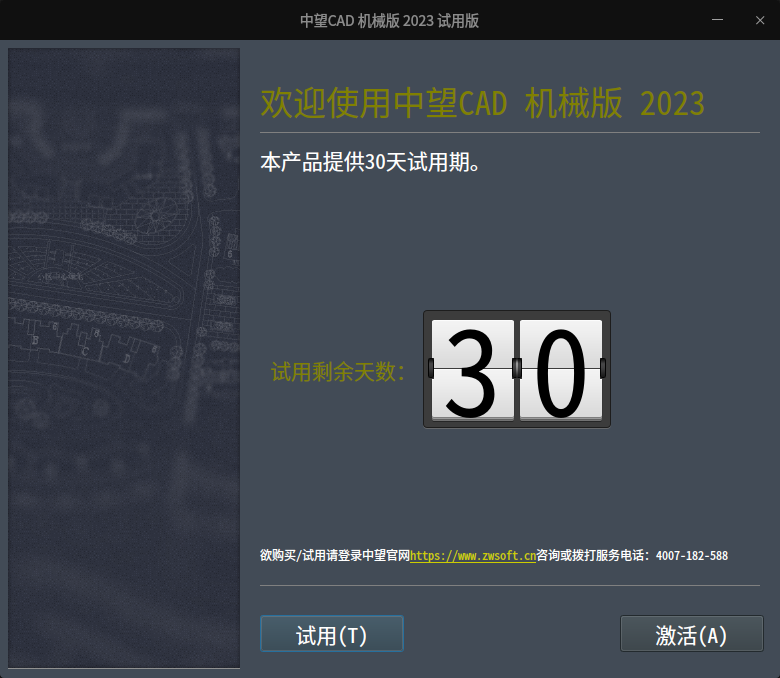 中望CAD 机械版 2023 试用版
欢迎使用中望CAD 机械版 2023
本产品提供30天试用期。
试用剩余天数：
30
欲购买/试用请登录中望官网https://www.zwsoft.cn咨询或拨打服务电话：4007-182-588
试用(T)
激活(A)